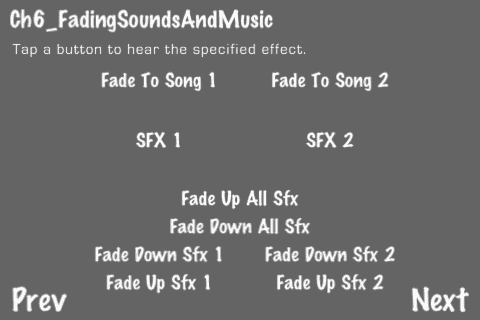 Ch6_FadingSoundsAndMusic
Tap a button to hear the specified effect.
Fade To Song 1 Fade To Song 2
SFX 1 SFX 2
Fade Up All Sfx
Fade Down All Sfx
Fade Down Sfx 1 Fade Down Sfx 2
Fade Up Sfx 1 Fade Up Sfx 2
Prev Next